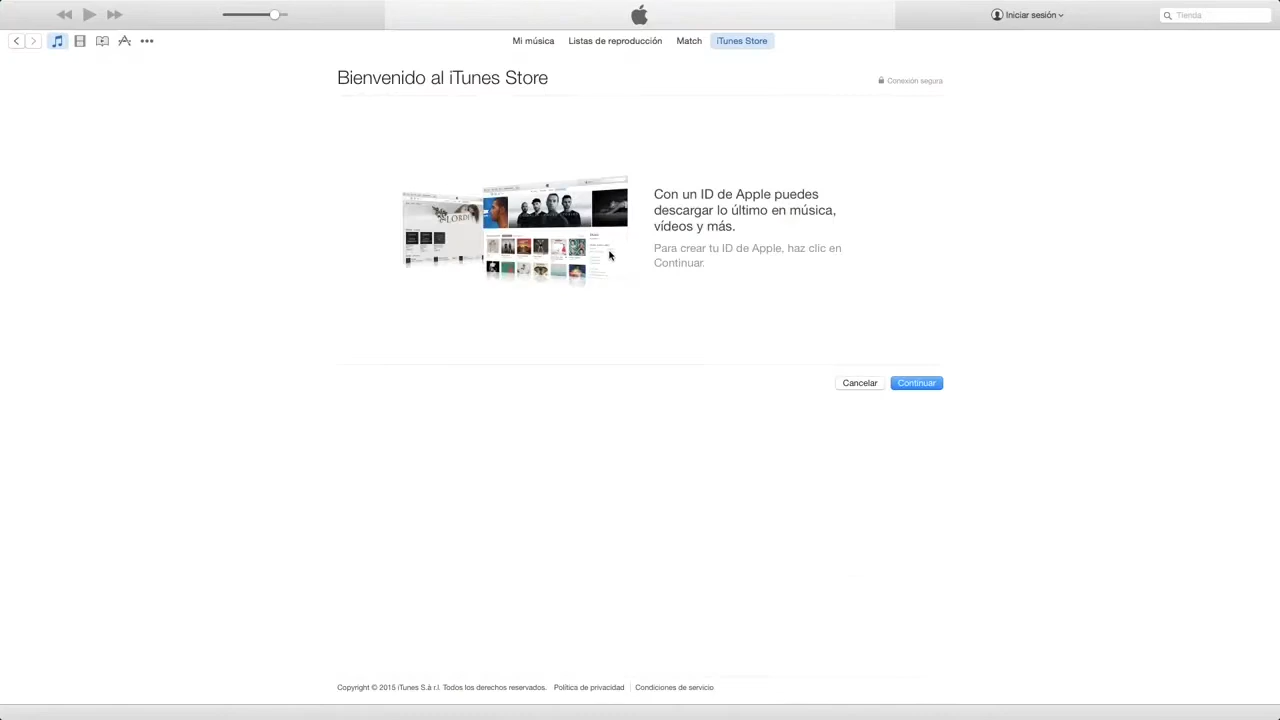 Iniciar sesión
Tienda
Mi música Listas de reproducción Match iTunes Store
Bienvenido al iTunes Store
Conexión segura
LORDI
Con un ID de Apple puedes
descargar lo último en música,
vídeos y más.
Para crear tu ID de Apple, haz clic en
Continuar.
Cancelar Continuar
Copyright © 2015 iTunes S.à r.l. Todos los derechos reservados. Política de privacidad Condiciones de servicio